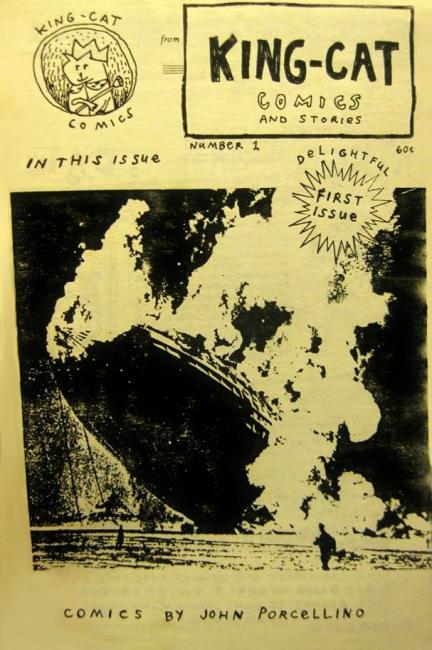 KING-CAT
COMICS
from
KING-CAT
COMICS
AND STORIES
NUMBER 1
60¢
IN THIS ISSUE
DELIGHTFUL
FIRST
ISSUE
COMICS BY JOHN PORCELLINO